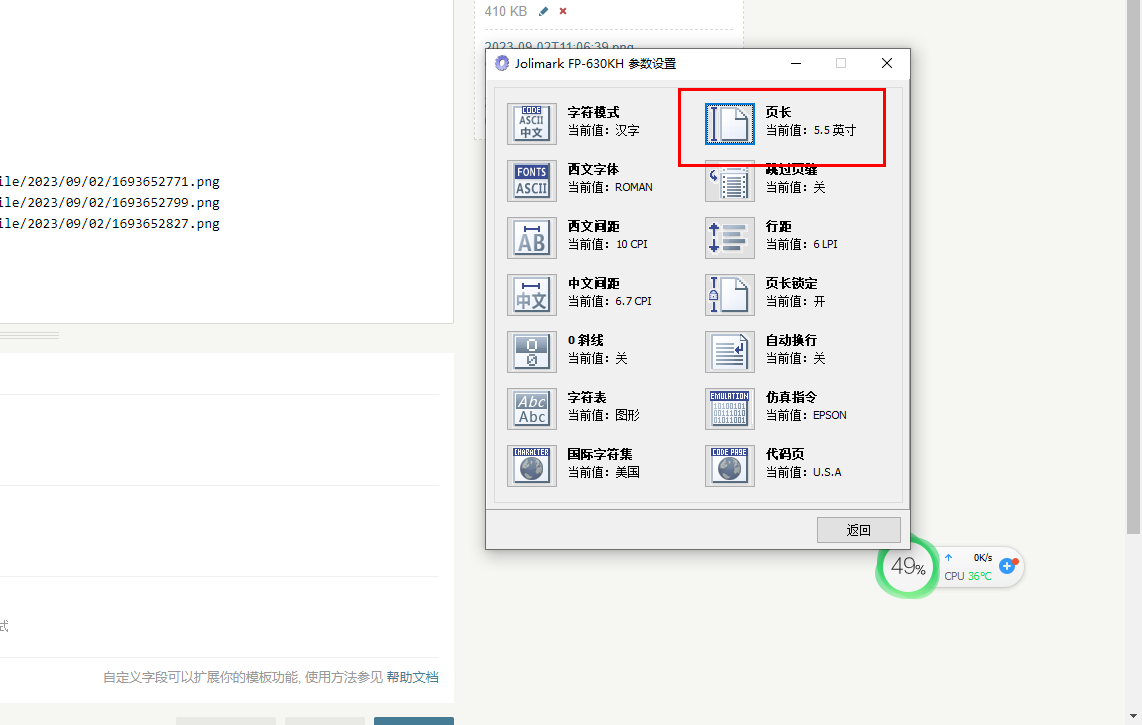 410 KB
2023-09-02T11:06:39.png
ile/2023/09/02/1693652771.png
ile/2023/09/02/1693652799.png
ile/2023/09/02/1693652827.png
Jolimark FP-630KH 参数设置
CODE
ASCII
中文
字符模式
当前值：汉字
页长
当前值：5.5 英寸
FONTS
ASCII
西文字体
当前值：ROMAN
跳过页缝
当前值：关
AB
西文间距
当前值：10 CPI
行距
当前值：6 LPI
中文
中文间距
当前值：6.7 CPI
页长锁定
当前值：开
0
0
0 斜线
当前值：关
自动换行
当前值：关
Abc
Abc
字符表
当前值：图形
EMULATION
10100101
00111010
01011001
仿真指令
当前值：EPSON
CHARACTER
国际字符集
当前值：美国
CODE PAGE
代码页
当前值：U.S.A
返回
49%
0K/s
CPU 36℃
试
自定义字段可以扩展你的模板功能, 使用方法参见 帮助文档